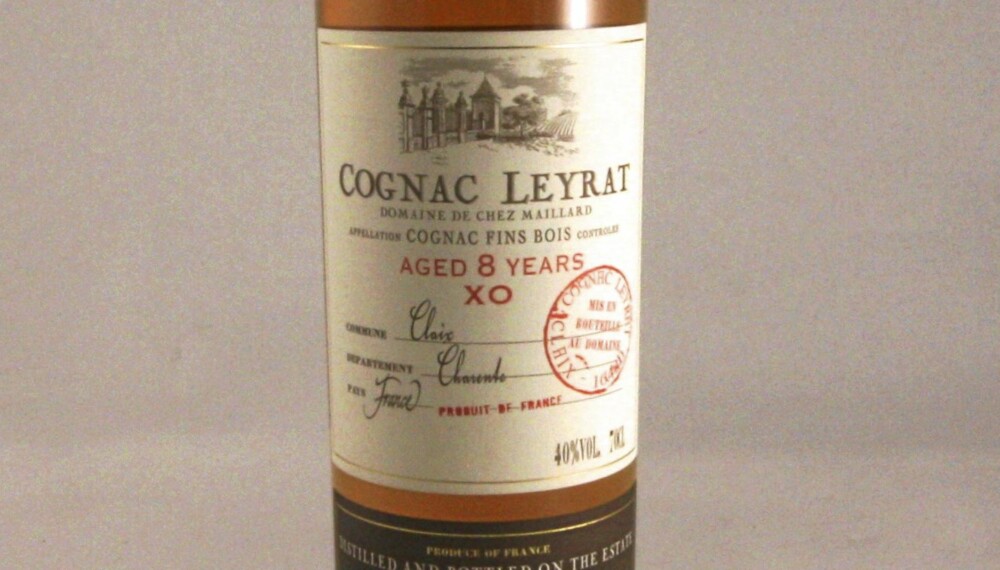 COGNAC LEYRAT
DOMAINE DE CHEZ MAILLARD
APPELLATION COGNAC FINS BOIS CONTROLEE
AGED 8 YEARS
XO
COGNAC LEYRAT
CLAIX
MIS EN
BOUTEILLE
AU DOMAINE
COMMUNE Claix
DEPARTEMENT Charente
PAYS France
PRODUIT DE FRANCE
40%VOL. 70CL
PRODUCE OF FRANCE
DISTILLED AND BOTTLED ON THE ESTATE